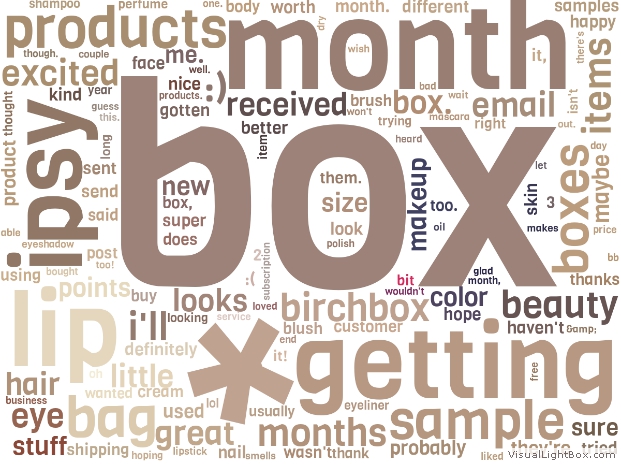 shampoo
perfume
one.
body
worth
month.
different
samples
happy
products
dry
month
there's
though.
couple
face
me.
wish
it,
items
excited
well.
nice
:)
bad
kind
year
products.
received
brush
box.
wait
email
isn't
thought
guess
this.
gotten
won't
trying
mascara
right
out.
product
ipsy
long
better
item
heard
box
sent
new
them.
makeup
let
boxes
maybe
day
send
box,
size
too.
skin
3
said
super
look
oil
makes
price
able
eyeshadow
does
polish
post
too!
2
subscription
bb
using
bought
:(
bit
glad
thanks
points
buy
looks
loved
wouldn't
month,
color
beauty
lip
i'll
looking
service
birchbox
hope
haven't
&amp;
blush
customer
definitely
end
*
getting
oh
it!
free
hair
little
business
wanted
cream
eye
bag
used
lol
usually
eyeliner
sample
sure
stuff
great
months
shipping
hoping
lipstick
nail
smells
wasn't
thank
probably
liked
they're
tried
VisualLightBox.com